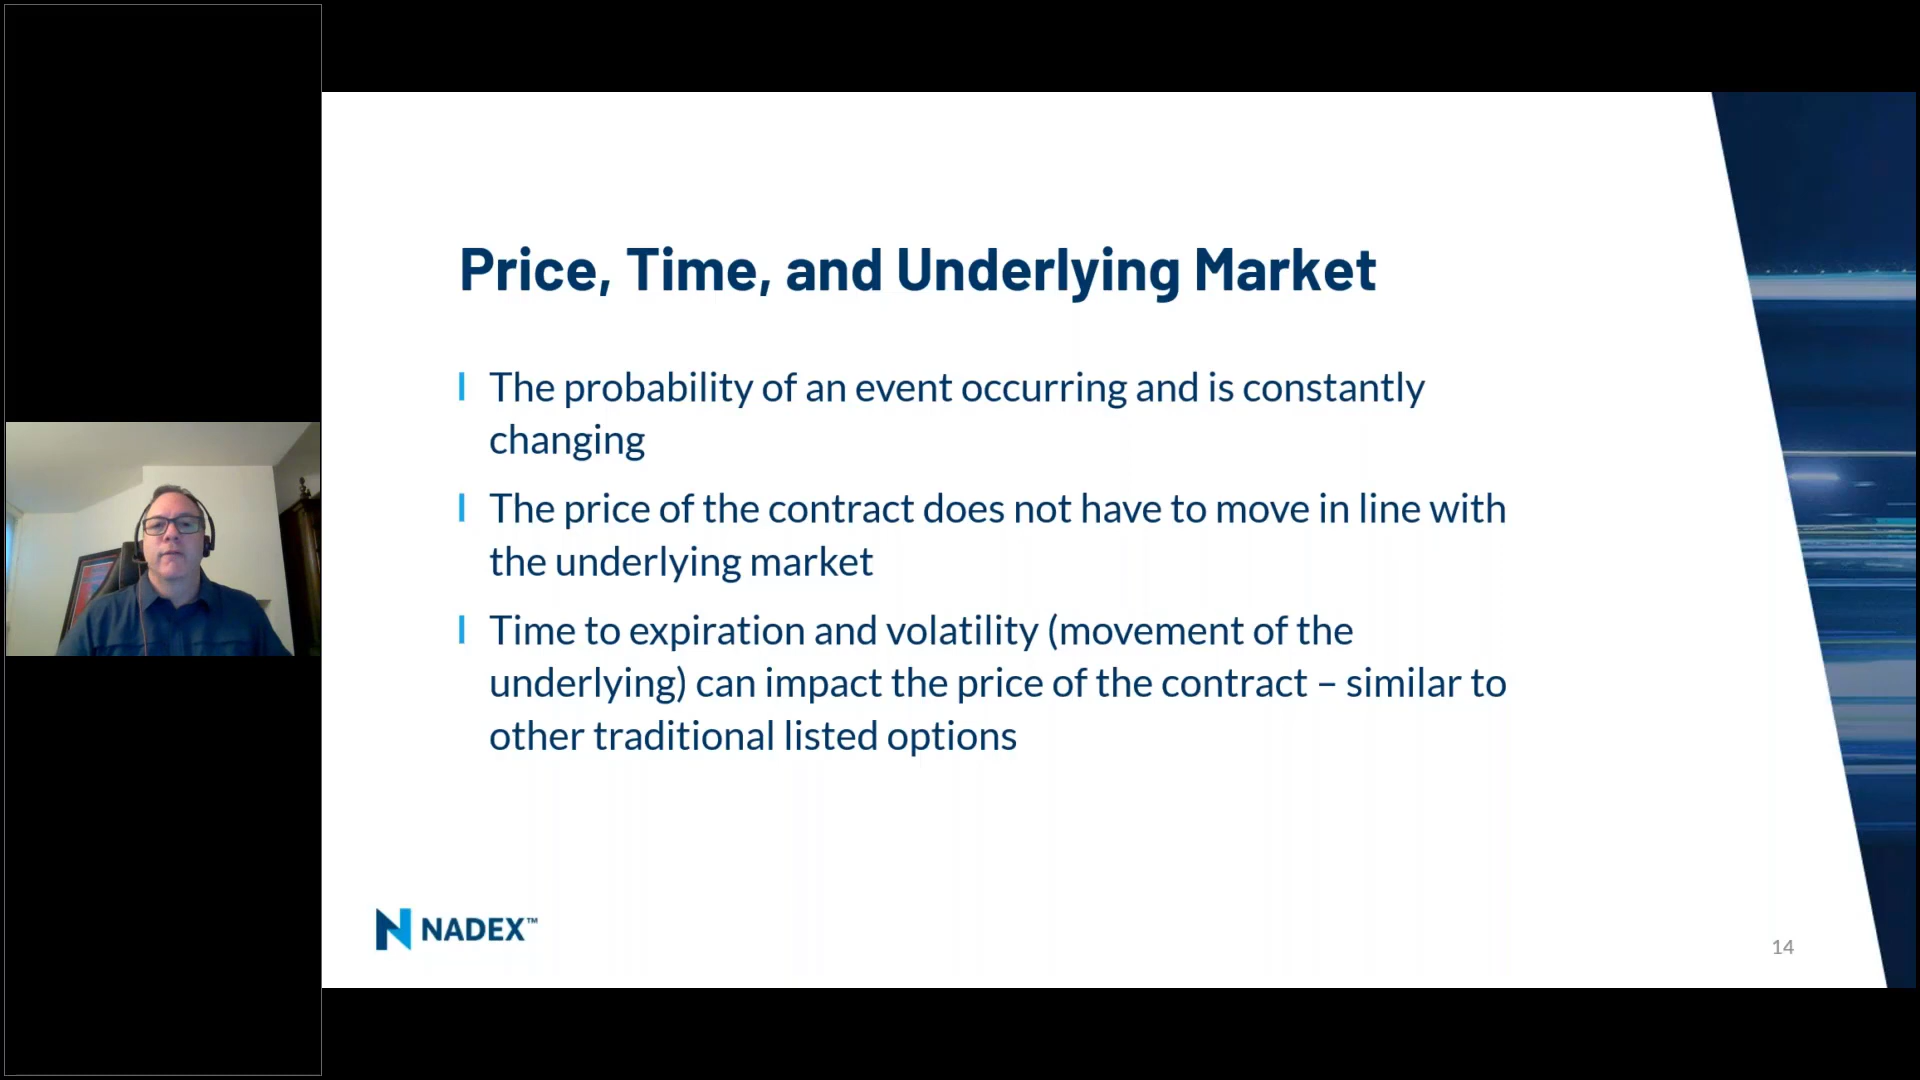 Price, Time, and Underlying Market
The probability of an event occurring and is constantly
changing
The price of the contract does not have to move in line with
the underlying market
Time to expiration and volatility (movement of the
underlying) can impact the price of the contract – similar to
other traditional listed options
NADEX™
14